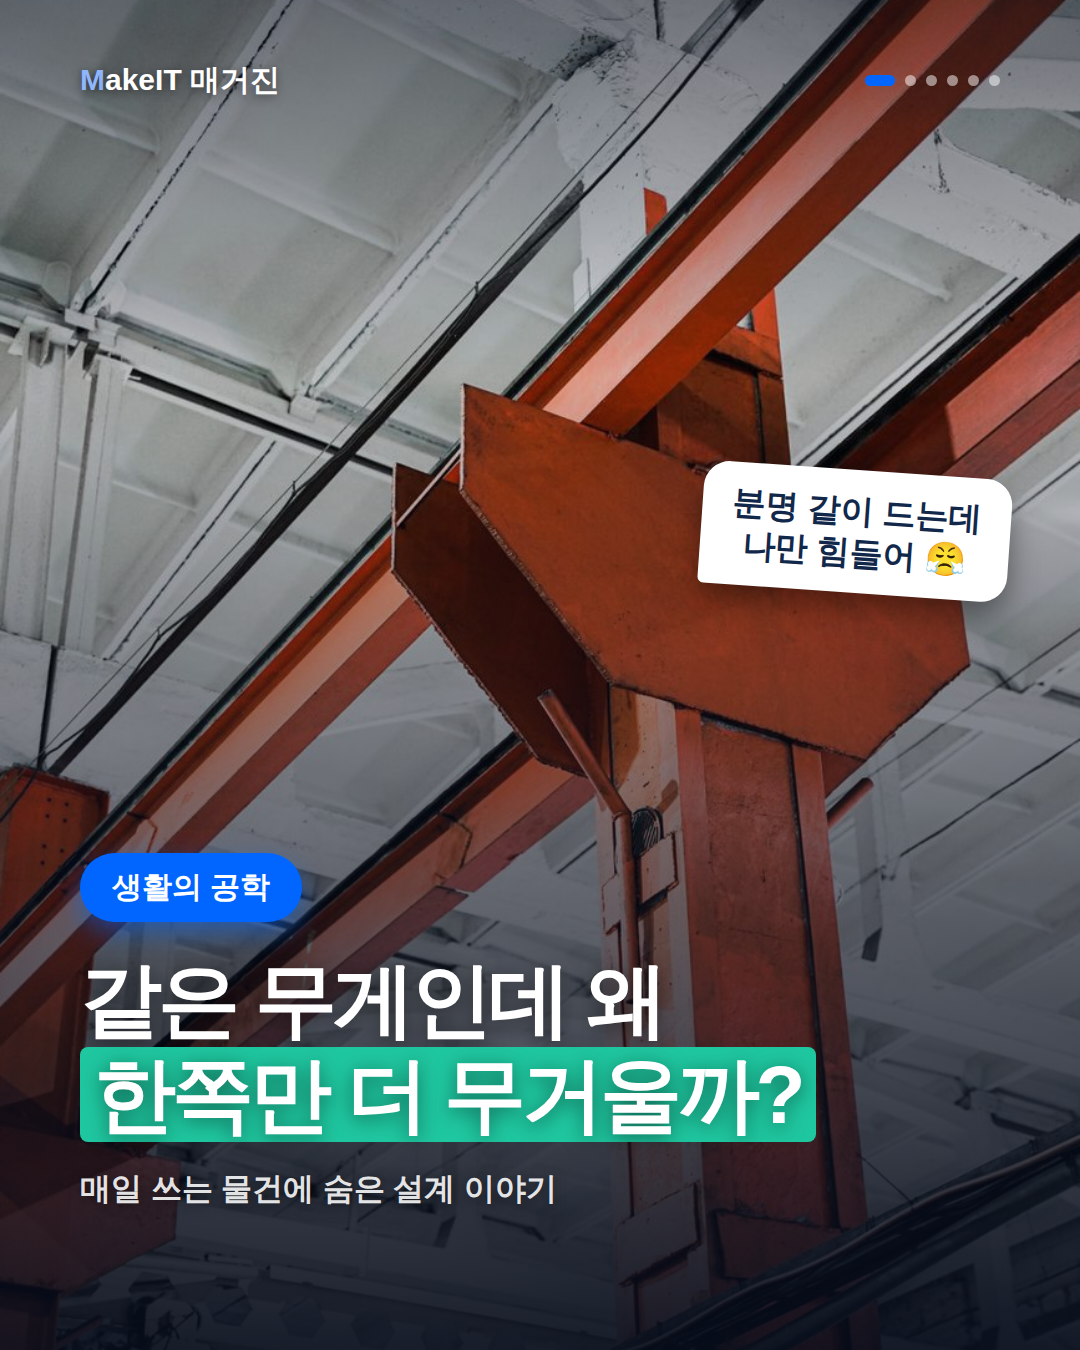 MakeIT 매거진
분명 같이 드는데
나만 힘들어 😤
생활의 공학
같은 무게인데 왜
한쪽만 더 무거울까?
매일 쓰는 물건에 숨은 설계 이야기